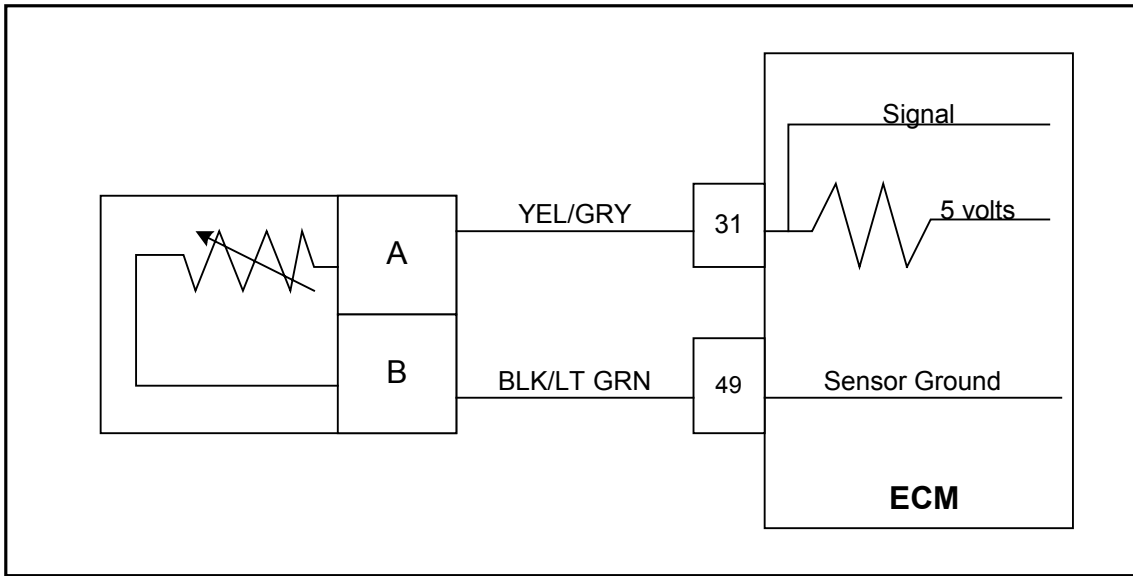 Signal
YEL/GRY
31
5 volts
A
B
BLK/LT GRN
49
Sensor Ground
ECM